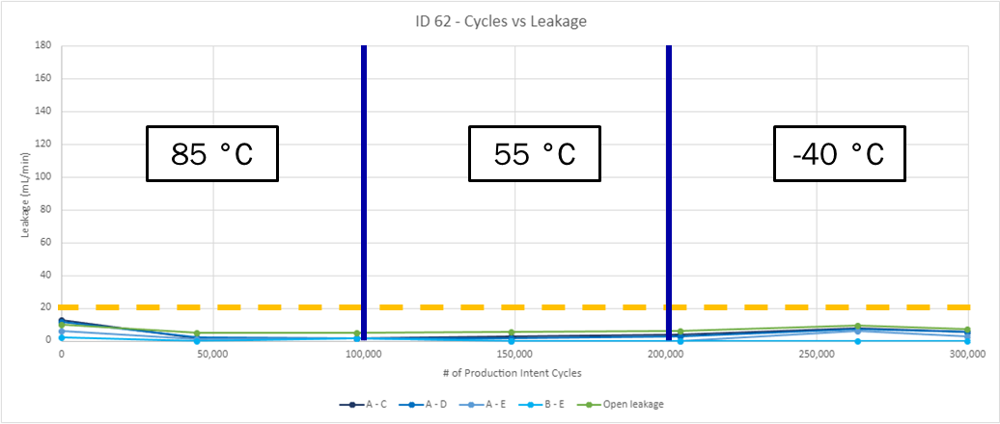 ID 62 - Cycles vs Leakage
180
160
140
120
100
80
60
40
20
0
Leakage (mL/min)
85 °C
55 °C
-40 °C
0
50,000
100,000
150,000
200,000
250,000
300,000
# of Production Intent Cycles
A - C
A - D
A - E
B - E
Open leakage